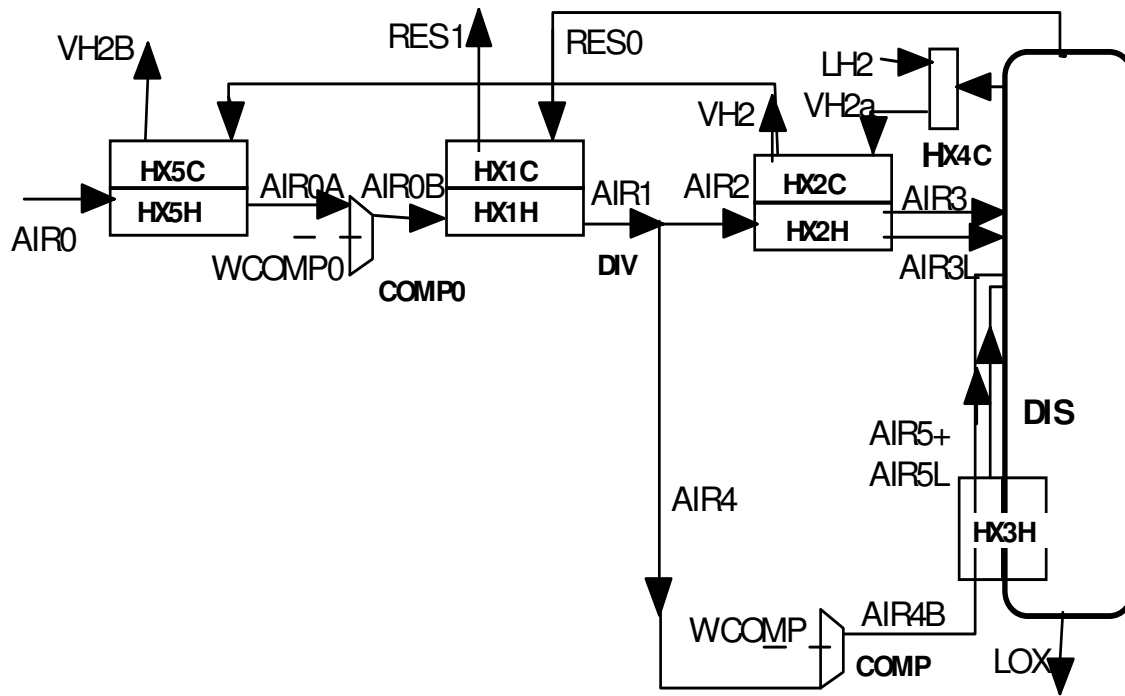 RES1
RES0
VH2B
LH2
VH2a
VH2
HX4C
HX5C
HX5H
AIR0A
AIR0B
HX1C
HX1H
AIR1
AIR2
HX2C
HX2H
AIR3
AIR0
WCOMP0
COMP0
DIV
AIR3L
DIS
AIR5+
AIR5L
AIR4
HX3H
AIR4B
WCOMP
COMP
LOX